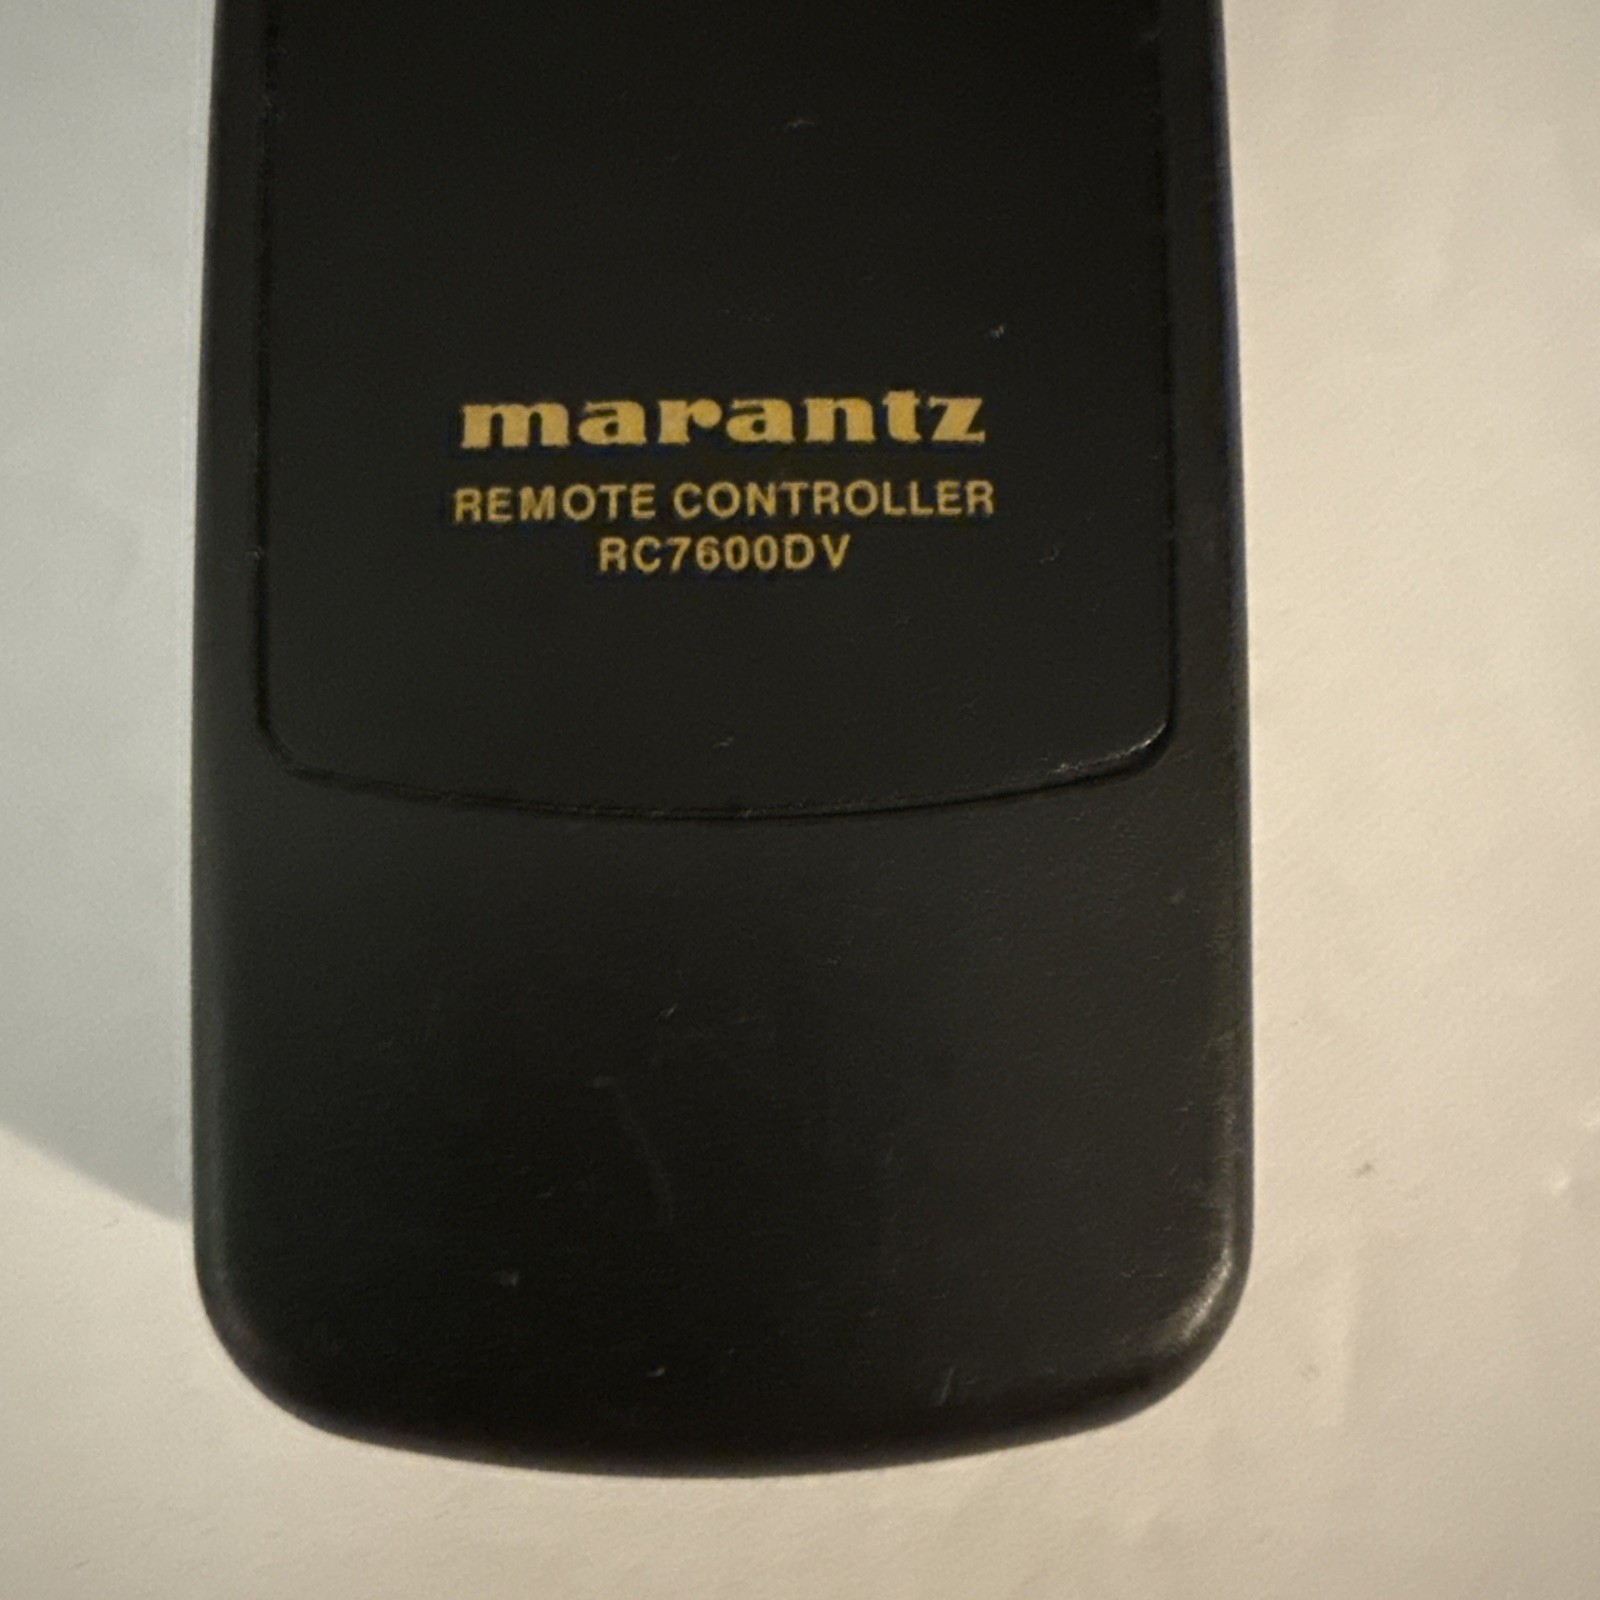 marantz
REMOTE CONTROLLER
RC7600DV